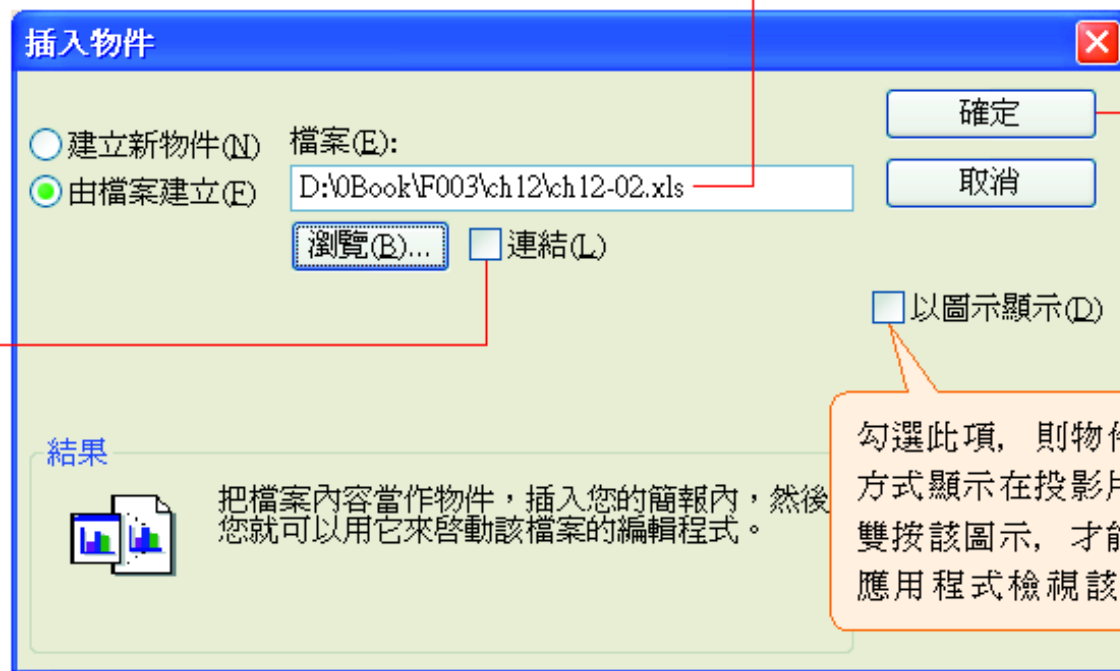 插入物件
建立新物件(N)
檔案(E):
確定
由檔案建立(F)
D:\0Book\F003\ch12\ch12-02.xls
取消
瀏覽(B)...
連結(L)
以圖示顯示(D)
結果
把檔案內容當作物件，插入您的簡報內，然後
您就可以用它來啓動該檔案的編輯程式。
勾選此項, 則物件
方式顯示在投影片
雙按該圖示, 才能
應用程式檢視該